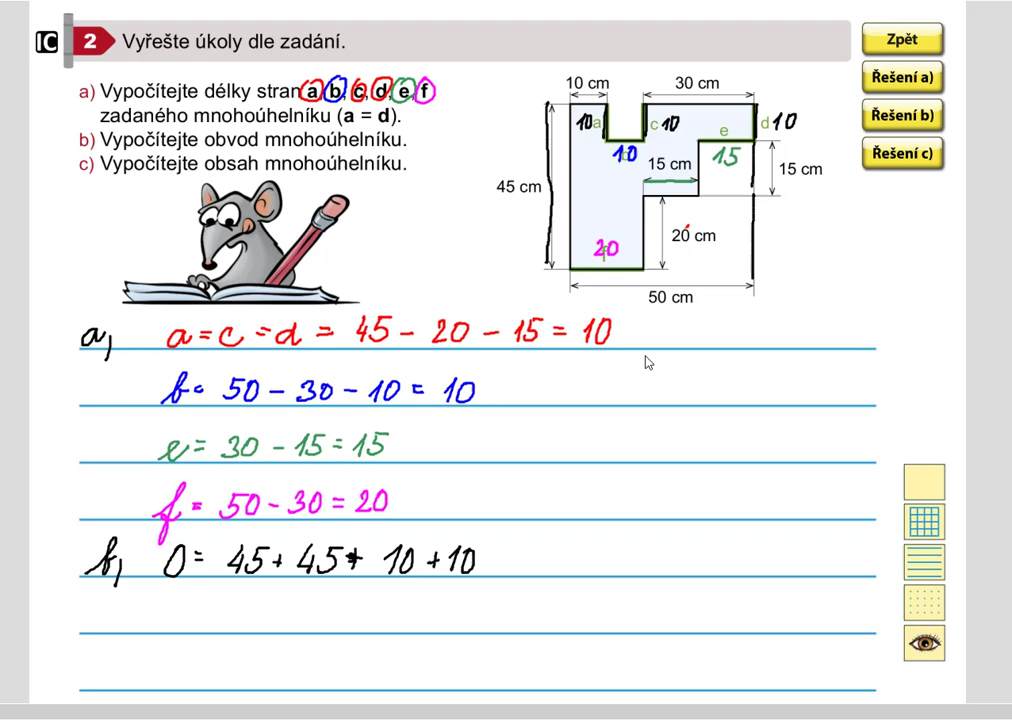 2 Vyřešte úkoly dle zadání.
a) Vypočítejte délky stran a, b, c, d, e, f
zadaného mnohoúhelníku (a = d).
b) Vypočítejte obvod mnohoúhelníku.
c) Vypočítejte obsah mnohoúhelníku.
Zpět
Řešení a)
Řešení b)
Řešení c)
10 cm
30 cm
10 a
c 10
e
d 10
10
15 cm
15
15 cm
45 cm
20 cm
20
f
50 cm
a, a = c = d = 45 - 20 - 15 = 10
b = 50 - 30 - 10 = 10
e = 30 - 15 = 15
f = 50 - 30 = 20
b, O = 45 + 45 + 10 + 10